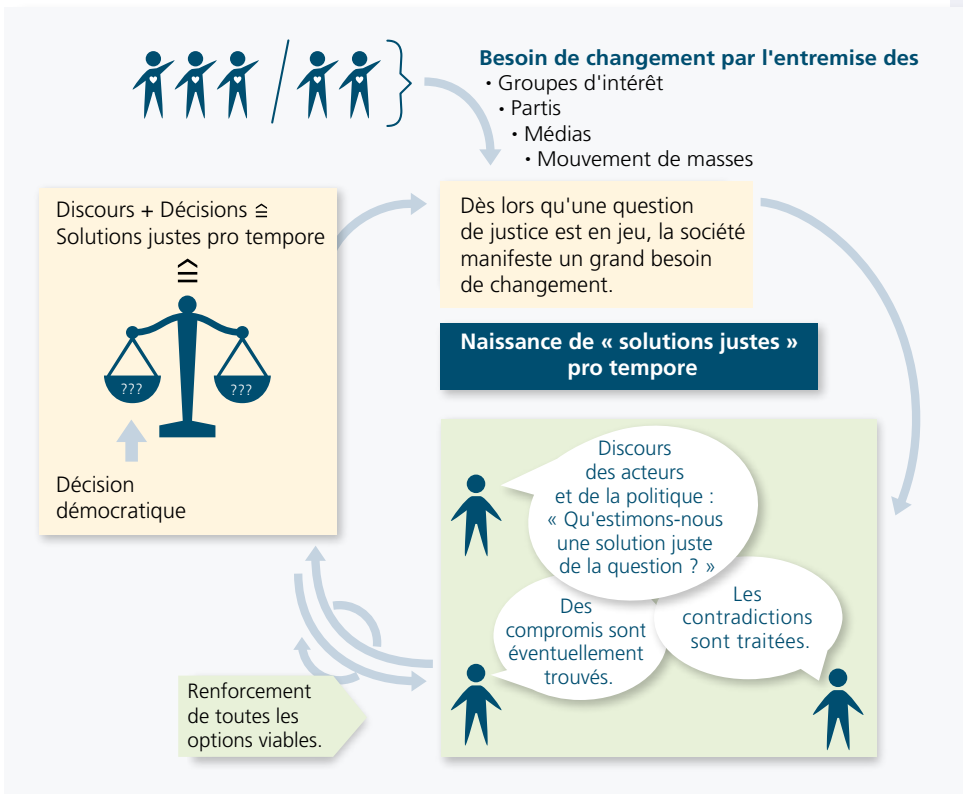 Besoin de changement par l'entremise des
• Groupes d'intérêt
• Partis
• Médias
• Mouvement de masses
Dès lors qu'une question
de justice est en jeu, la société
manifeste un grand besoin
de changement.
Naissance de « solutions justes »
pro tempore
Discours
des acteurs
et de la politique :
« Qu'estimons-nous
une solution juste
de la question ? »
Les
contradictions
sont traitées.
Des
compromis sont
éventuellement
trouvés.
Renforcement
de toutes les
options viables.
Discours + Décisions ≙
Solutions justes pro tempore
≙
???
???
Décision
démocratique